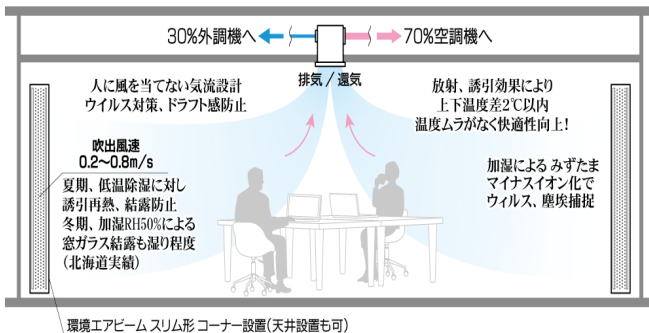 30%外調機へ
70%空調機へ
排気／還気
人に風を当てない気流設計
ウイルス対策、ドラフト感防止
放射、誘引効果により
上下温度差2℃以内
温度ムラがなく快適性向上!
吹出風速
0.2〜0.8m/s
夏期、低温除湿に対し
誘引再熱、結露防止
冬期、加湿RH50%による
窓ガラス結露も湿り程度
(北海道実績)
加湿による みずたま
マイナスイオン化で
ウィルス、塵埃捕捉
環境エアビーム スリム形 コーナー設置(天井設置も可)